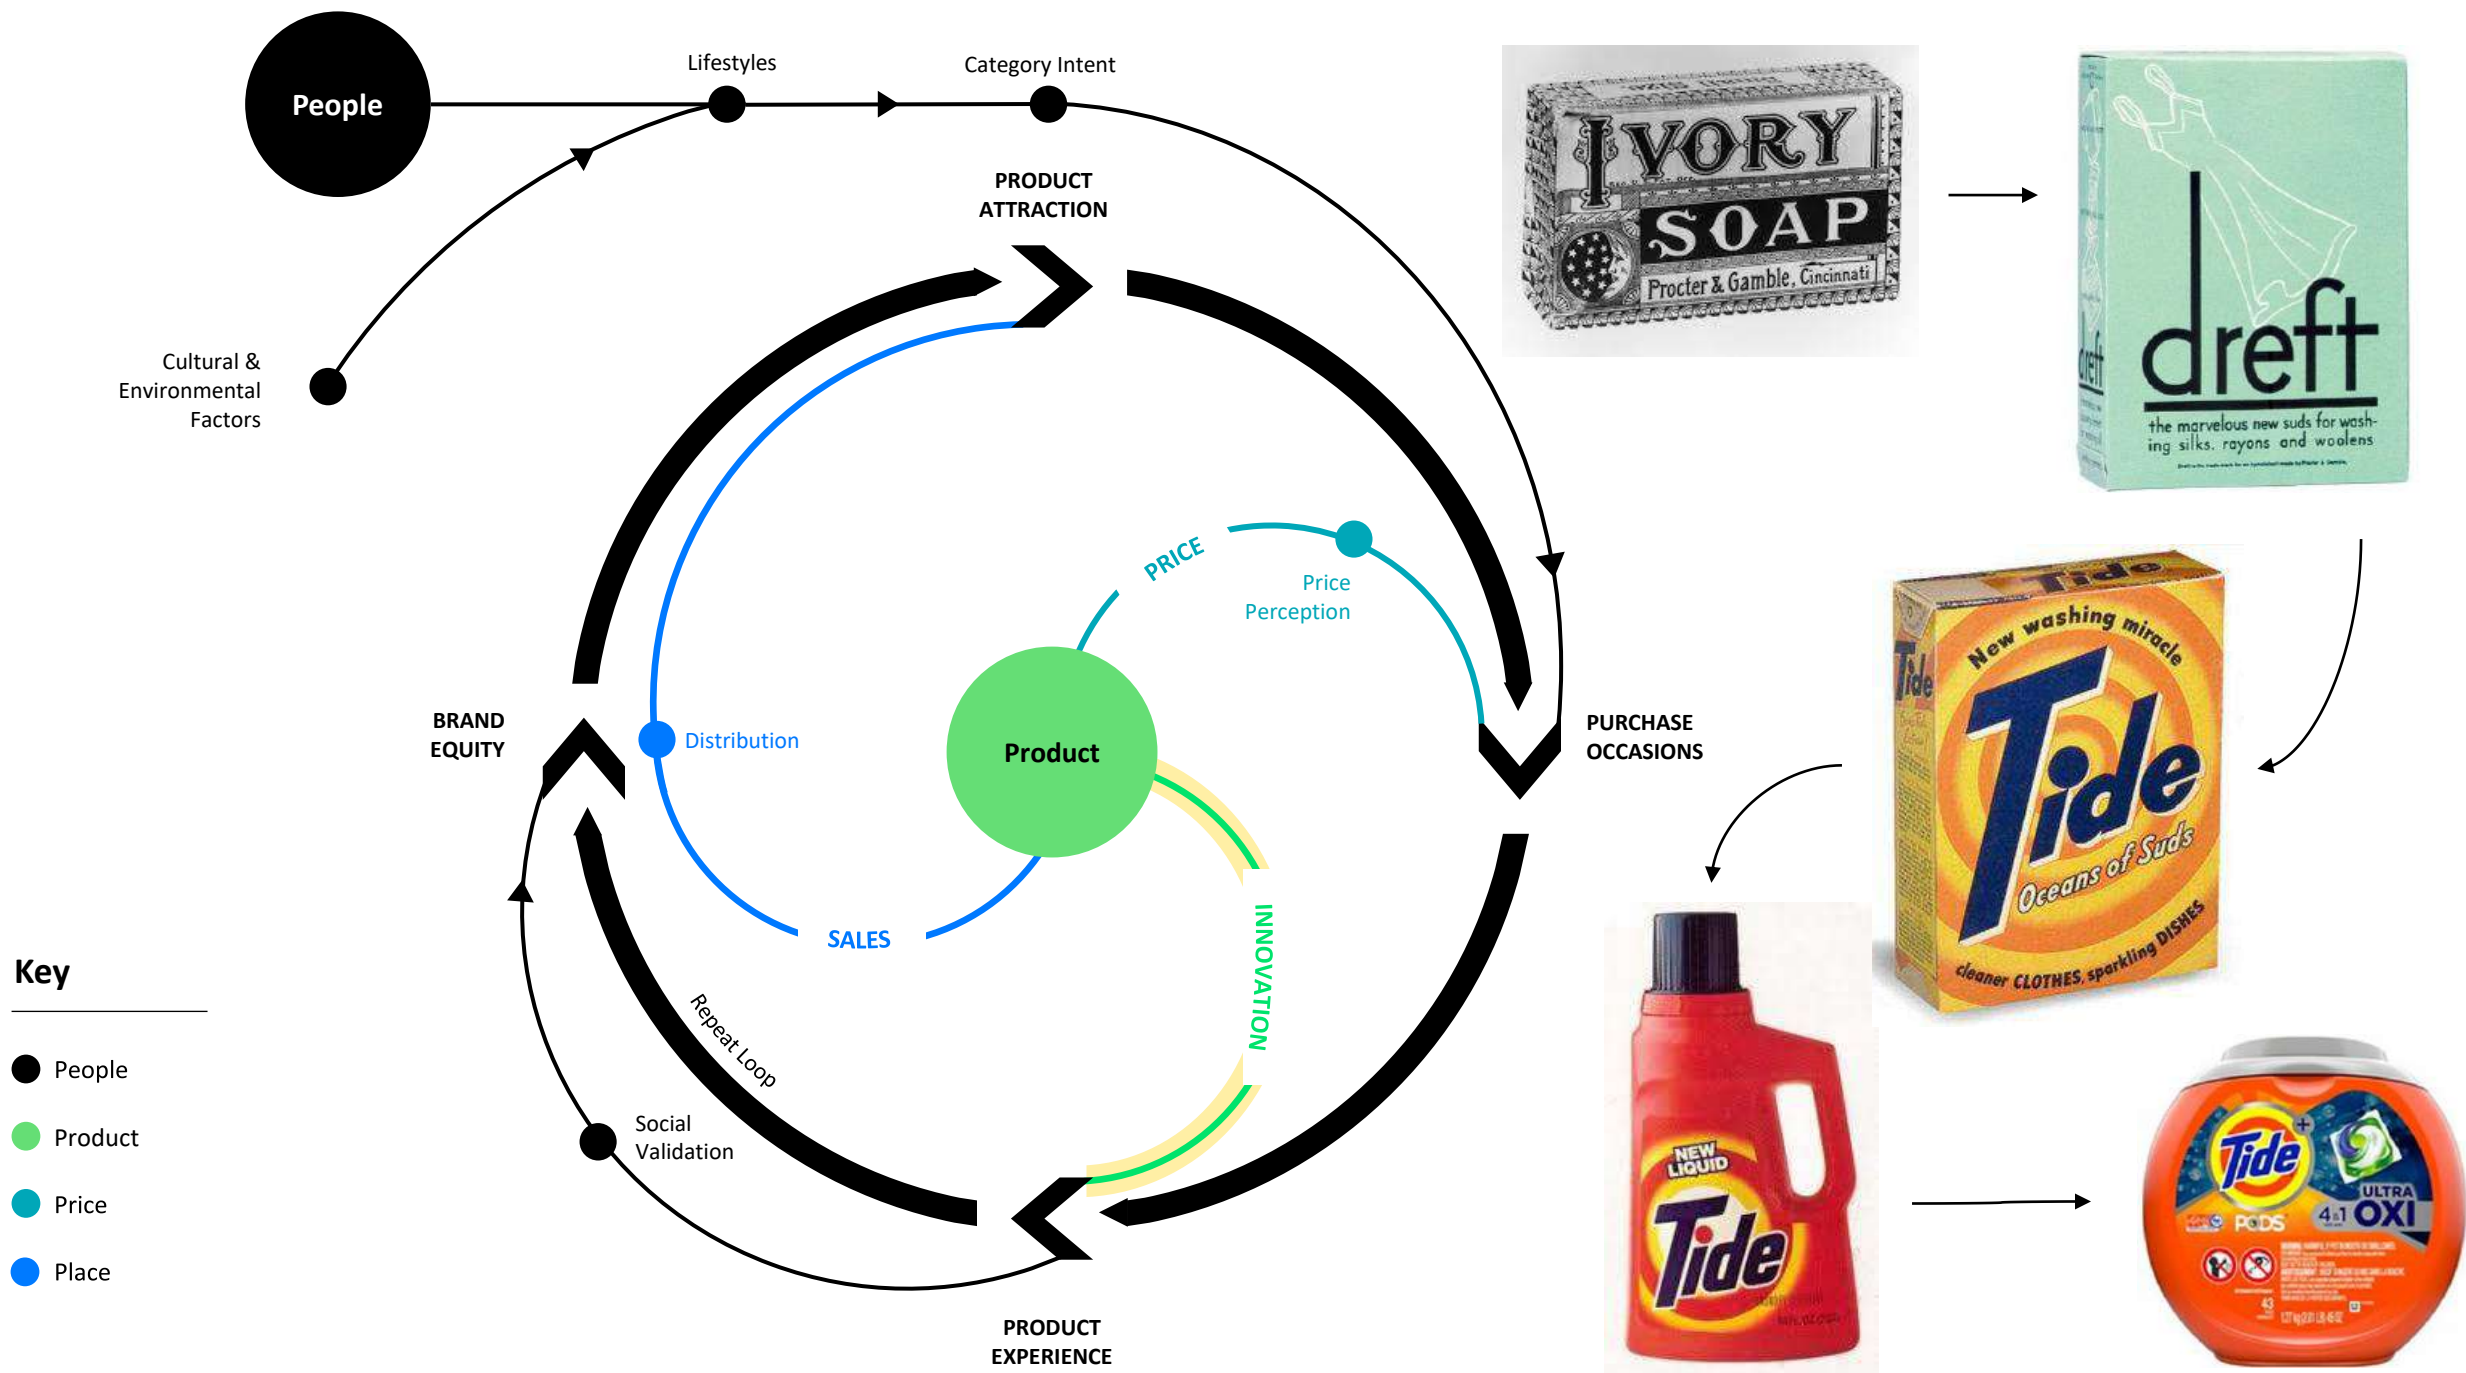 People
Lifestyles
Category Intent
Cultural &
Environmental
Factors
PRODUCT
ATTRACTION
PRICE
Price
Perception
Product
BRAND
EQUITY
Distribution
PURCHASE
OCCASIONS
SALES
INNOVATION
Repeat Loop
Social
Validation
PRODUCT
EXPERIENCE
Key
People
Product
Price
Place
IVORY
SOAP
Procter & Gamble, Cincinnati
dreft
dreft
the marvelous new suds for wash-
ing silks, rayons and woolens
Tide
New washing miracle
Tide
Tide
Oceans of Suds
cleaner CLOTHES, sparkling DISHES
NEW
LIQUID
Tide
Tide+
PODS
4in1
ULTRA
OXI
43